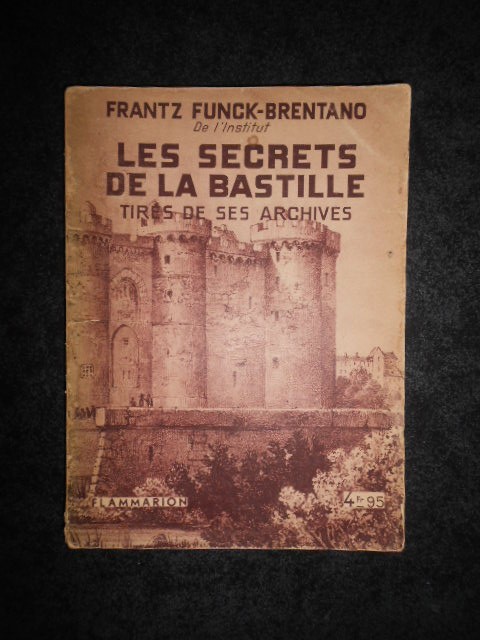 FRANTZ FUNCK-BRENTANO
De l'Institut
LES SECRETS
DE LA BASTILLE
TIRÉS DE SES ARCHIVES
FLAMMARION
4 Fr 95